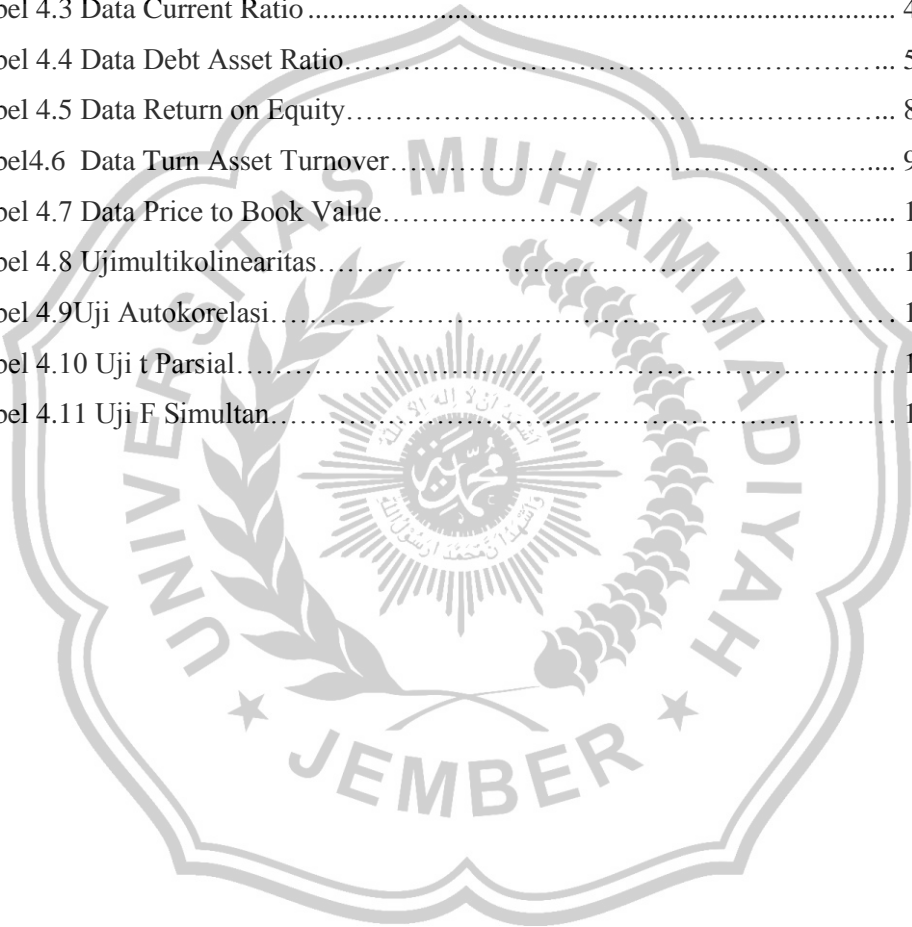 bel 4.3 Data Current Ratio ........................................................................ 4
bel 4.4 Data Debt Asset Ratio……………………………………………………... 5
bel 4.5 Data Return on Equity……………………………………………………... 8
bel4.6  Data Turn Asset Turnover……………………………………………….... 9
bel 4.7 Data Price to Book Value………………………………………………...... 1
bel 4.8 Ujimultikolinearitas………………………………………………………... 1
bel 4.9Uji Autokorelasi……………………………………………………………. 1
bel 4.10 Uji t Parsial……………………………………………………………….. 1
bel 4.11 Uji F Simultan……………………………………………………………. 1
UNIVERSITAS MUHAMMADIYAH
JEMBER